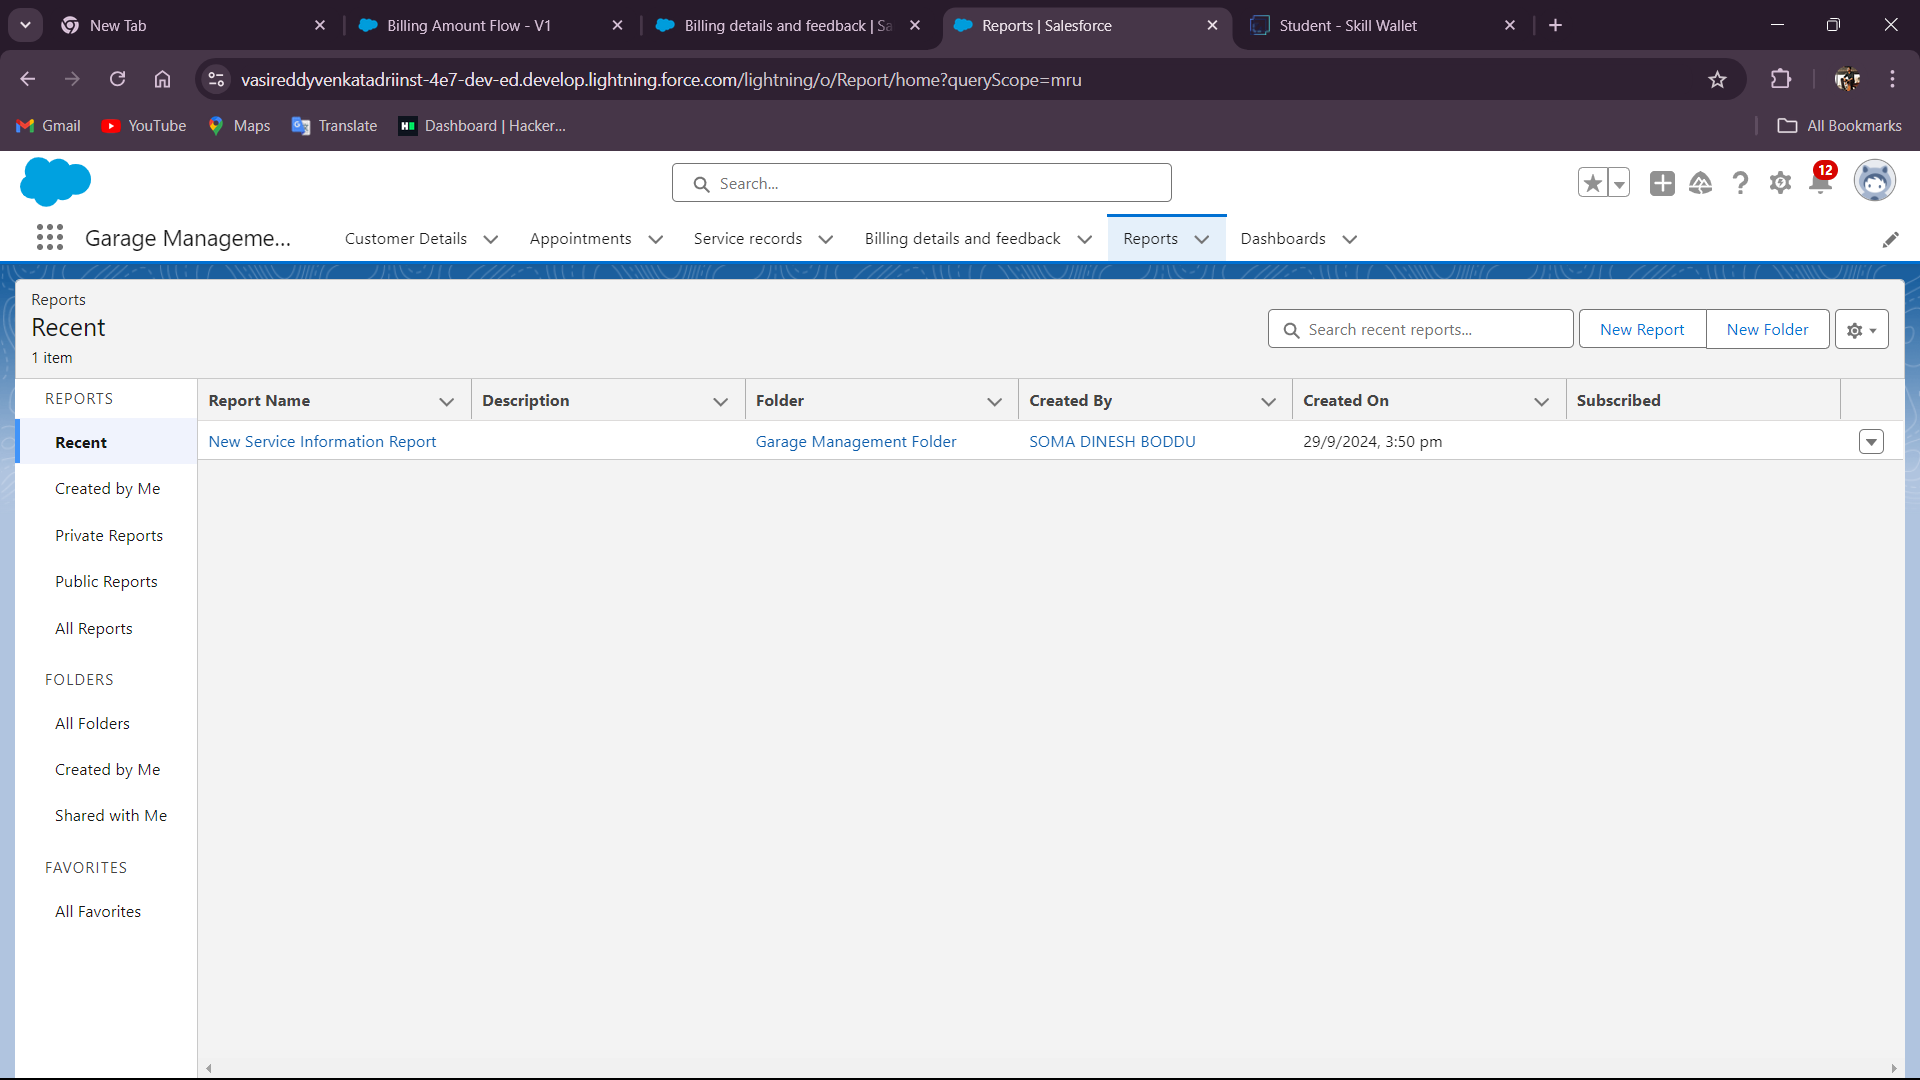 New Tab
Billing Amount Flow - V1
Billing details and feedback | Sa
Reports | Salesforce
Student - Skill Wallet
vasireddyvenkatadriinst-4e7-dev-ed.develop.lightning.force.com/lightning/o/Report/home?queryScope=mru
Gmail
YouTube
Maps
Translate
Dashboard | Hacker...
All Bookmarks
Search...
12
Garage Manageme...
Customer Details
Appointments
Service records
Billing details and feedback
Reports
Dashboards
Reports
Recent
1 item
Search recent reports...
New Report
New Folder
REPORTS
Report Name
Description
Folder
Created By
Created On
Subscribed
Recent
New Service Information Report
Garage Management Folder
SOMA DINESH BODDU
29/9/2024, 3:50 pm
Created by Me
Private Reports
Public Reports
All Reports
FOLDERS
All Folders
Created by Me
Shared with Me
FAVORITES
All Favorites